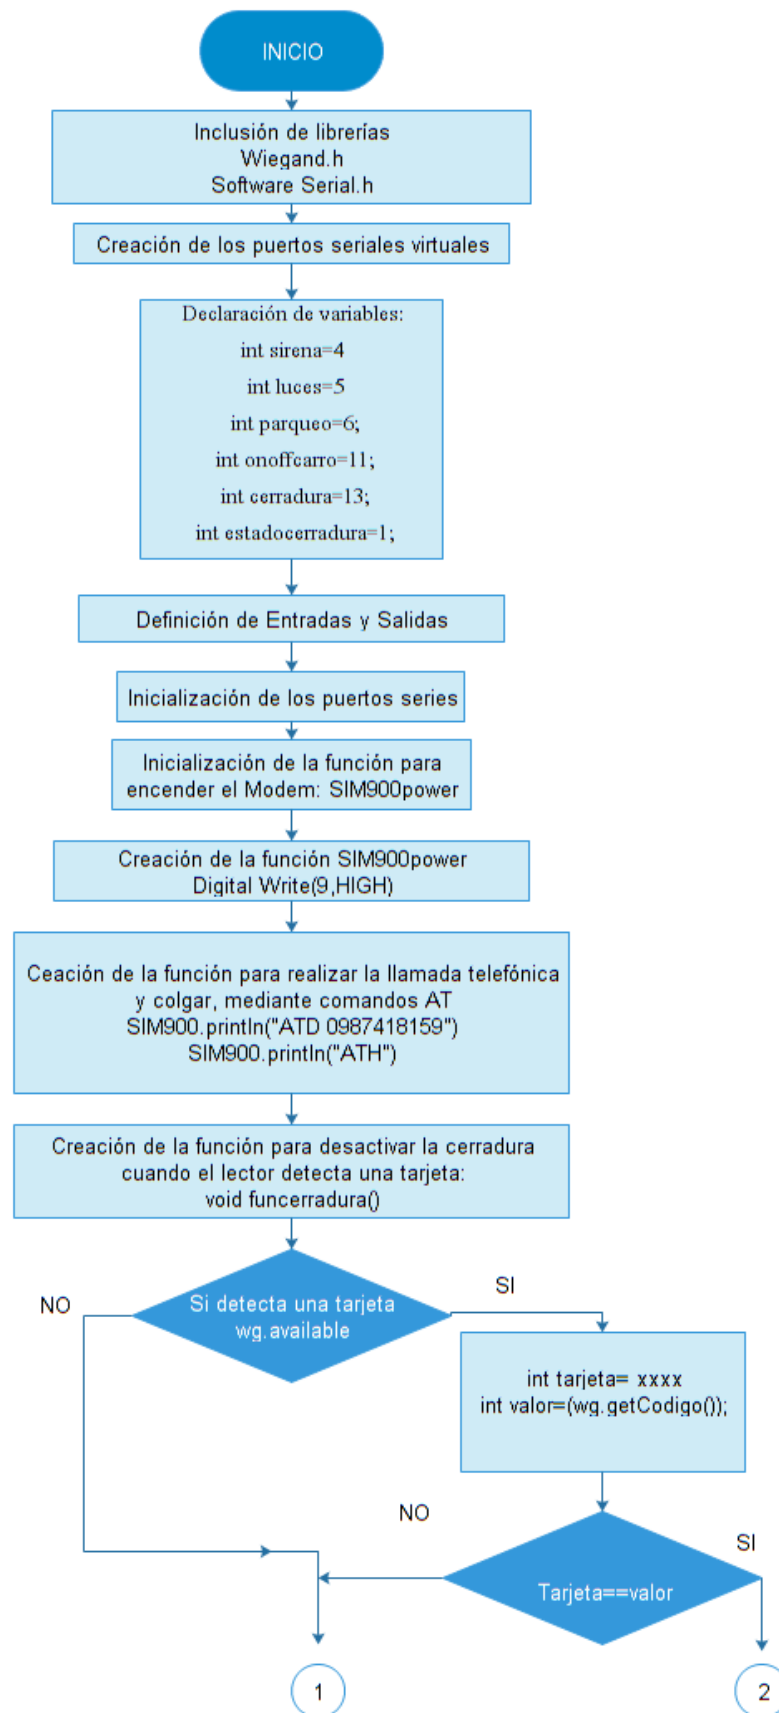 INICIO
Inclusión de librerías
Wiegand.h
Software Serial.h
Creación de los puertos seriales virtuales
Declaración de variables:
int sirena=4
int luces=5
int parqueo=6;
int onoffcarro=11;
int cerradura=13;
int estadocerradura=1;
Definición de Entradas y Salidas
Inicialización de los puertos series
Inicialización de la función para
encender el Modem: SIM900power
Creación de la función SIM900power
Digital Write(9,HIGH)
Ceación de la función para realizar la llamada telefónica
y colgar, mediante comandos AT
SIM900.println("ATD 0987418159")
SIM900.println("ATH")
Creación de la función para desactivar la cerradura
cuando el lector detecta una tarjeta:
void funcerradura()
NO
Si detecta una tarjeta
wg.available
SI
int tarjeta= xxxx
int valor=(wg.getCodigo());
NO
Tarjeta==valor
SI
1
2